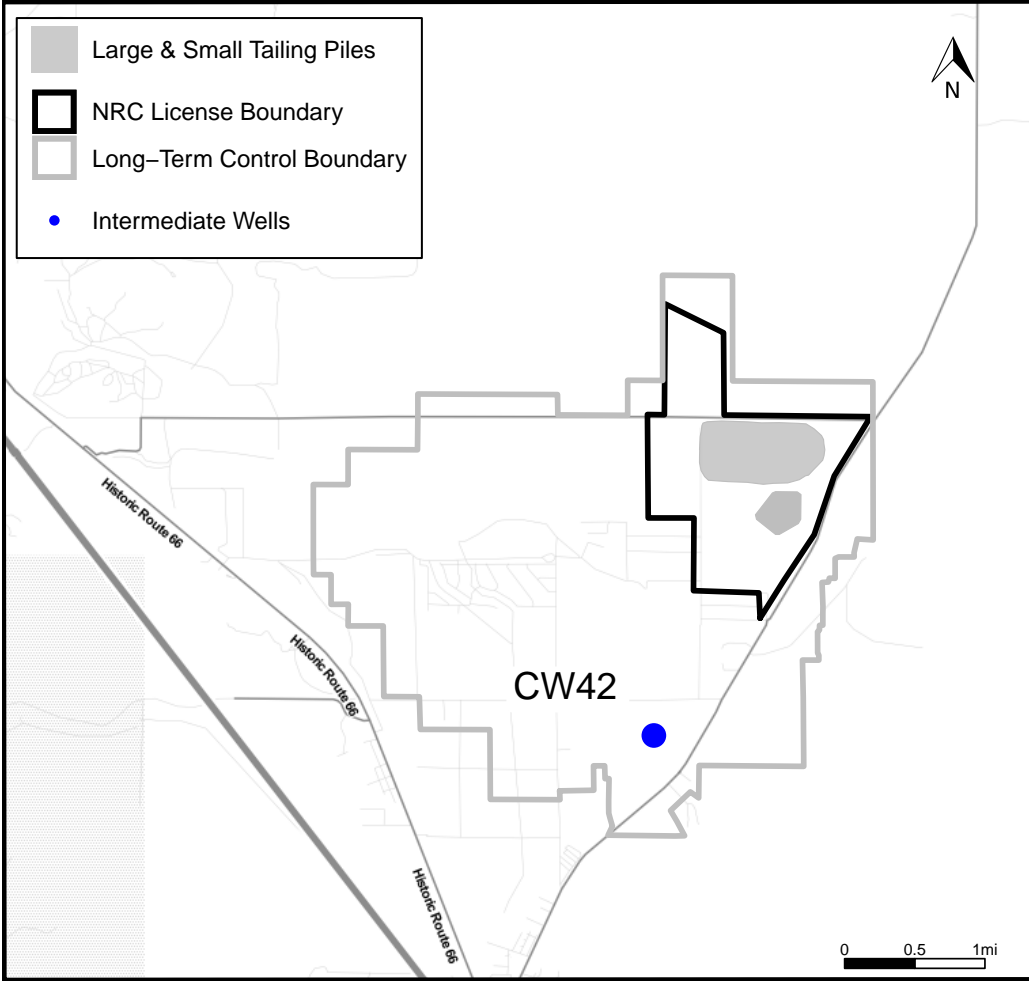 Large & Small Tailing Piles
NRC License Boundary
Long−Term Control Boundary
Intermediate Wells
N
Historic Route 66
Historic Route 66
CW42
Historic Route 66
0 0.5 1mi